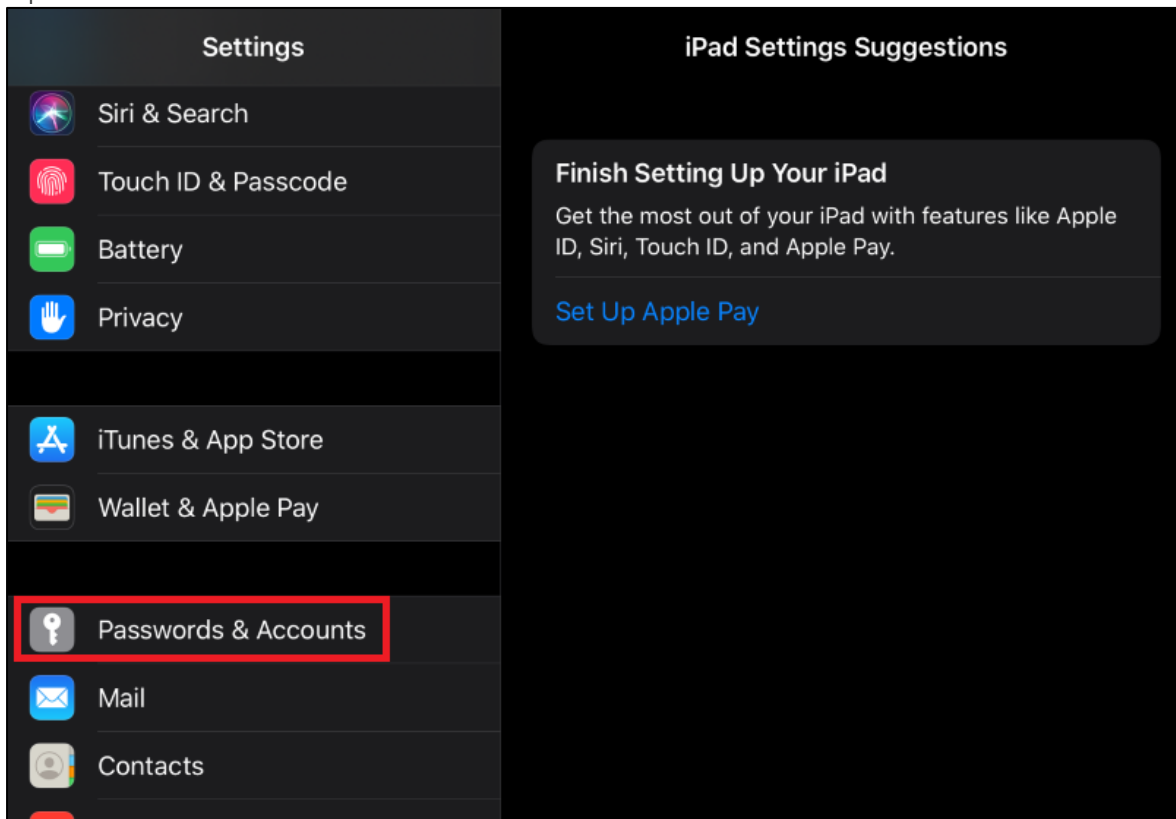 Settings
Siri & Search
Touch ID & Passcode
Battery
Privacy
iTunes & App Store
Wallet & Apple Pay
Passwords & Accounts
Mail
Contacts
iPad Settings Suggestions
Finish Setting Up Your iPad
Get the most out of your iPad with features like Apple
ID, Siri, Touch ID, and Apple Pay.
Set Up Apple Pay